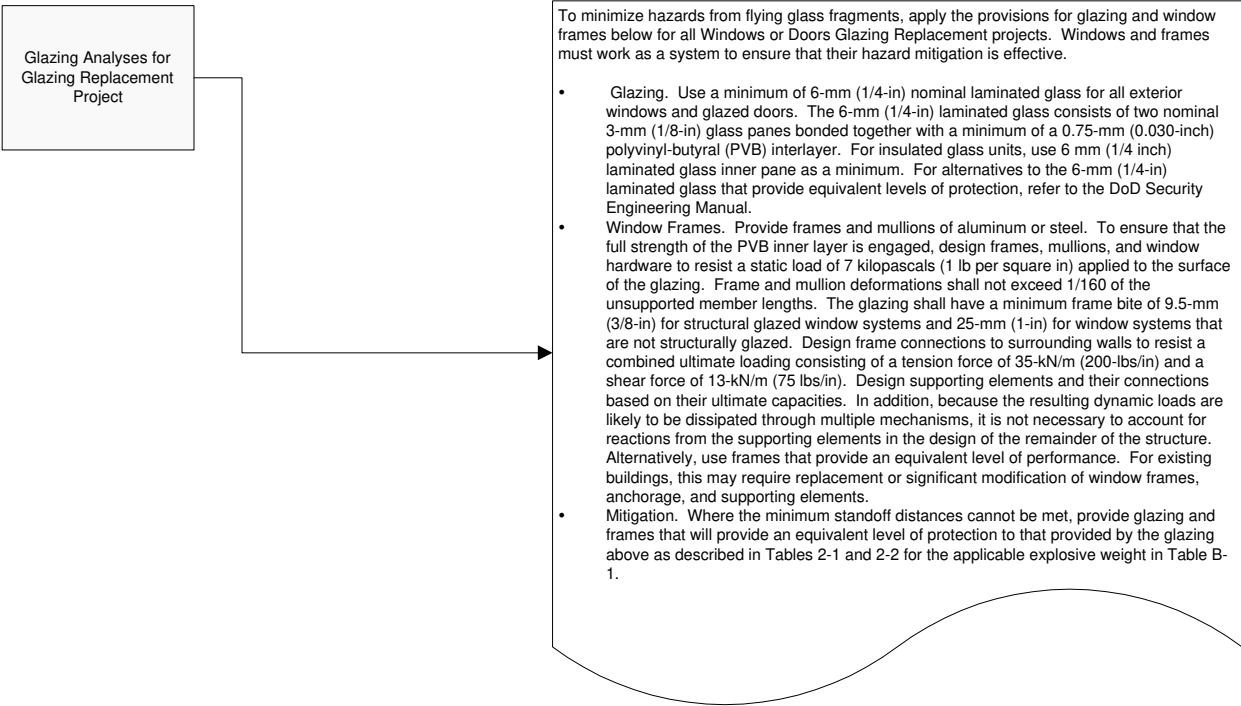 Glazing Analyses for
Glazing Replacement
Project
To minimize hazards from flying glass fragments, apply the provisions for glazing and window
frames below for all Windows or Doors Glazing Replacement projects.  Windows and frames
must work as a system to ensure that their hazard mitigation is effective.
•  Glazing.  Use a minimum of 6-mm (1/4-in) nominal laminated glass for all exterior
windows and glazed doors.  The 6-mm (1/4-in) laminated glass consists of two nominal
3-mm (1/8-in) glass panes bonded together with a minimum of a 0.75-mm (0.030-inch)
polyvinyl-butyral (PVB) interlayer.  For insulated glass units, use 6 mm (1/4 inch)
laminated glass inner pane as a minimum.  For alternatives to the 6-mm (1/4-in)
laminated glass that provide equivalent levels of protection, refer to the DoD Security
Engineering Manual.
• Window Frames.  Provide frames and mullions of aluminum or steel.  To ensure that the
full strength of the PVB inner layer is engaged, design frames, mullions, and window
hardware to resist a static load of 7 kilopascals (1 lb per square in) applied to the surface
of the glazing.  Frame and mullion deformations shall not exceed 1/160 of the
unsupported member lengths.  The glazing shall have a minimum frame bite of 9.5-mm
(3/8-in) for structural glazed window systems and 25-mm (1-in) for window systems that
are not structurally glazed.  Design frame connections to surrounding walls to resist a
combined ultimate loading consisting of a tension force of 35-kN/m (200-lbs/in) and a
shear force of 13-kN/m (75 lbs/in).  Design supporting elements and their connections
based on their ultimate capacities.  In addition, because the resulting dynamic loads are
likely to be dissipated through multiple mechanisms, it is not necessary to account for
reactions from the supporting elements in the design of the remainder of the structure.
Alternatively, use frames that provide an equivalent level of performance.  For existing
buildings, this may require replacement or significant modification of window frames,
anchorage, and supporting elements.
• Mitigation.  Where the minimum standoff distances cannot be met, provide glazing and
frames that will provide an equivalent level of protection to that provided by the glazing
above as described in Tables 2-1 and 2-2 for the applicable explosive weight in Table B-
1.